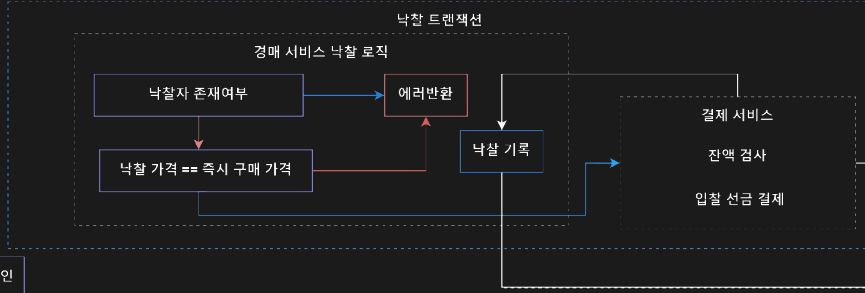 낙찰 트랜잭션
경매 서비스 낙찰 로직
낙찰자 존재여부
에러반환
낙찰 가격 == 즉시 구매 가격
낙찰 기록
결제 서비스
잔액 검사
입찰 선금 결제
인